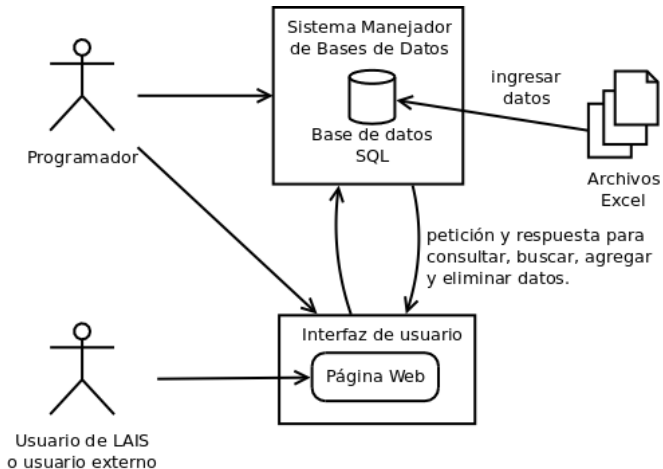 Sistema Manejador
de Bases de Datos
Base de datos
SQL
ingresar
datos
Archivos
Excel
Programador
petición y respuesta para
consultar, buscar, agregar
y eliminar datos.
Interfaz de usuario
Página Web
Usuario de LAIS
o usuario externo